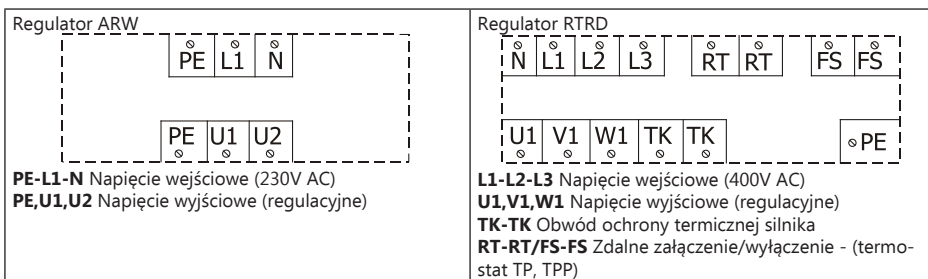 Regulator ARW
PE L1 N
PE U1 U2
PE-L1-N Napięcie wejściowe (230V AC)
PE,U1,U2 Napięcie wyjściowe (regulacyjne)
Regulator RTRD
N L1 L2 L3 RT RT FS FS
U1 V1 W1 TK TK PE
L1-L2-L3 Napięcie wejściowe (400V AC)
U1,V1,W1 Napięcie wyjściowe (regulacyjne)
TK-TK Obwód ochrony termicznej silnika
RT-RT/FS-FS Zdalne załączenie/wyłączenie - (termo-
stat TP, TPP)